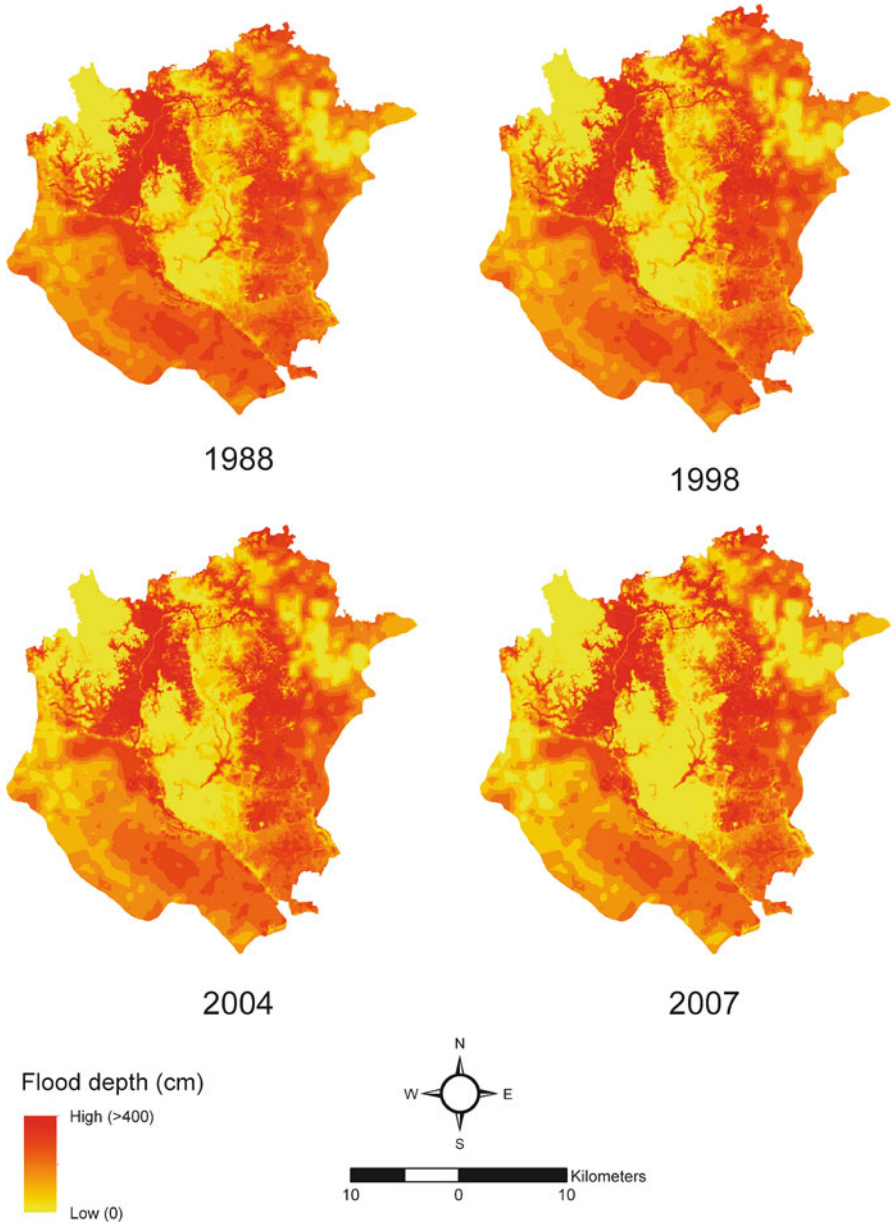 1988
1998
2004
2007
Flood depth (cm)
High (>400)
Low (0)
N
W
E
S
Kilometers
10
0
10